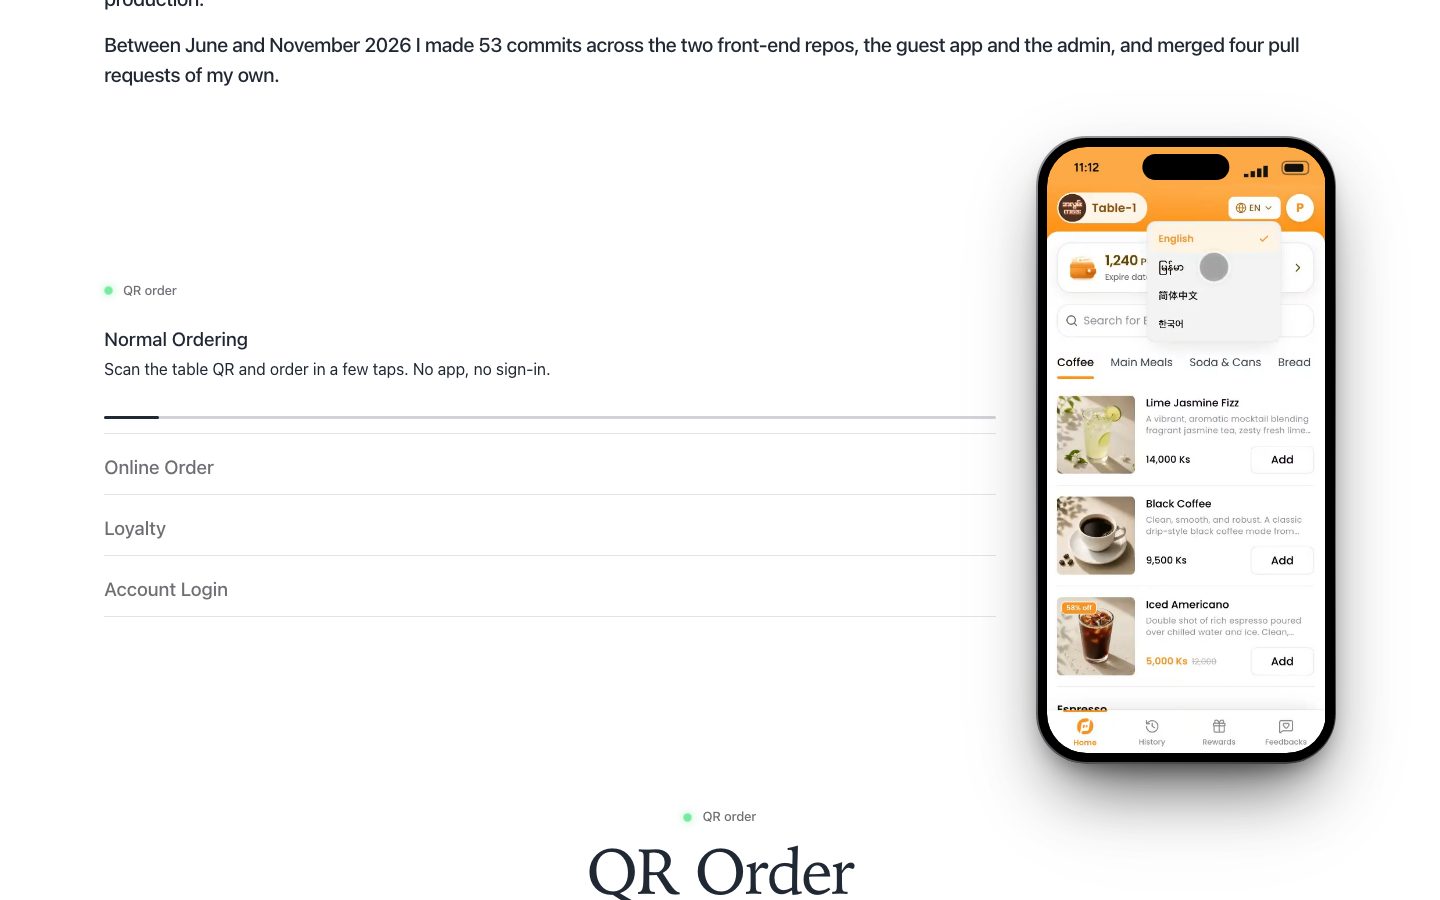 production.
Between June and November 2026 I made 53 commits across the two front-end repos, the guest app and the admin, and merged four pull
requests of my own.
QR order
Normal Ordering
Scan the table QR and order in a few taps. No app, no sign-in.
Online Order
Loyalty
Account Login
11:12
Table-1
EN
P
English
မြန်မာ
简体中文
한국어
1,240 P
Expire dat
Search for E
Coffee Main Meals Soda & Cans Bread
Lime Jasmine Fizz
A vibrant, aromatic mocktail blending
fragrant jasmine tea, zesty fresh lime...
14,000 Ks Add
Black Coffee
Clean, smooth, and robust. A classic
drip-style black coffee made from...
9,500 Ks Add
58% off
Iced Americano
Double shot of rich espresso poured
over chilled water and ice. Clean,...
5,000 Ks 12,000 Add
Espresso
Home History Rewards Feedbacks
QR order
QR Order